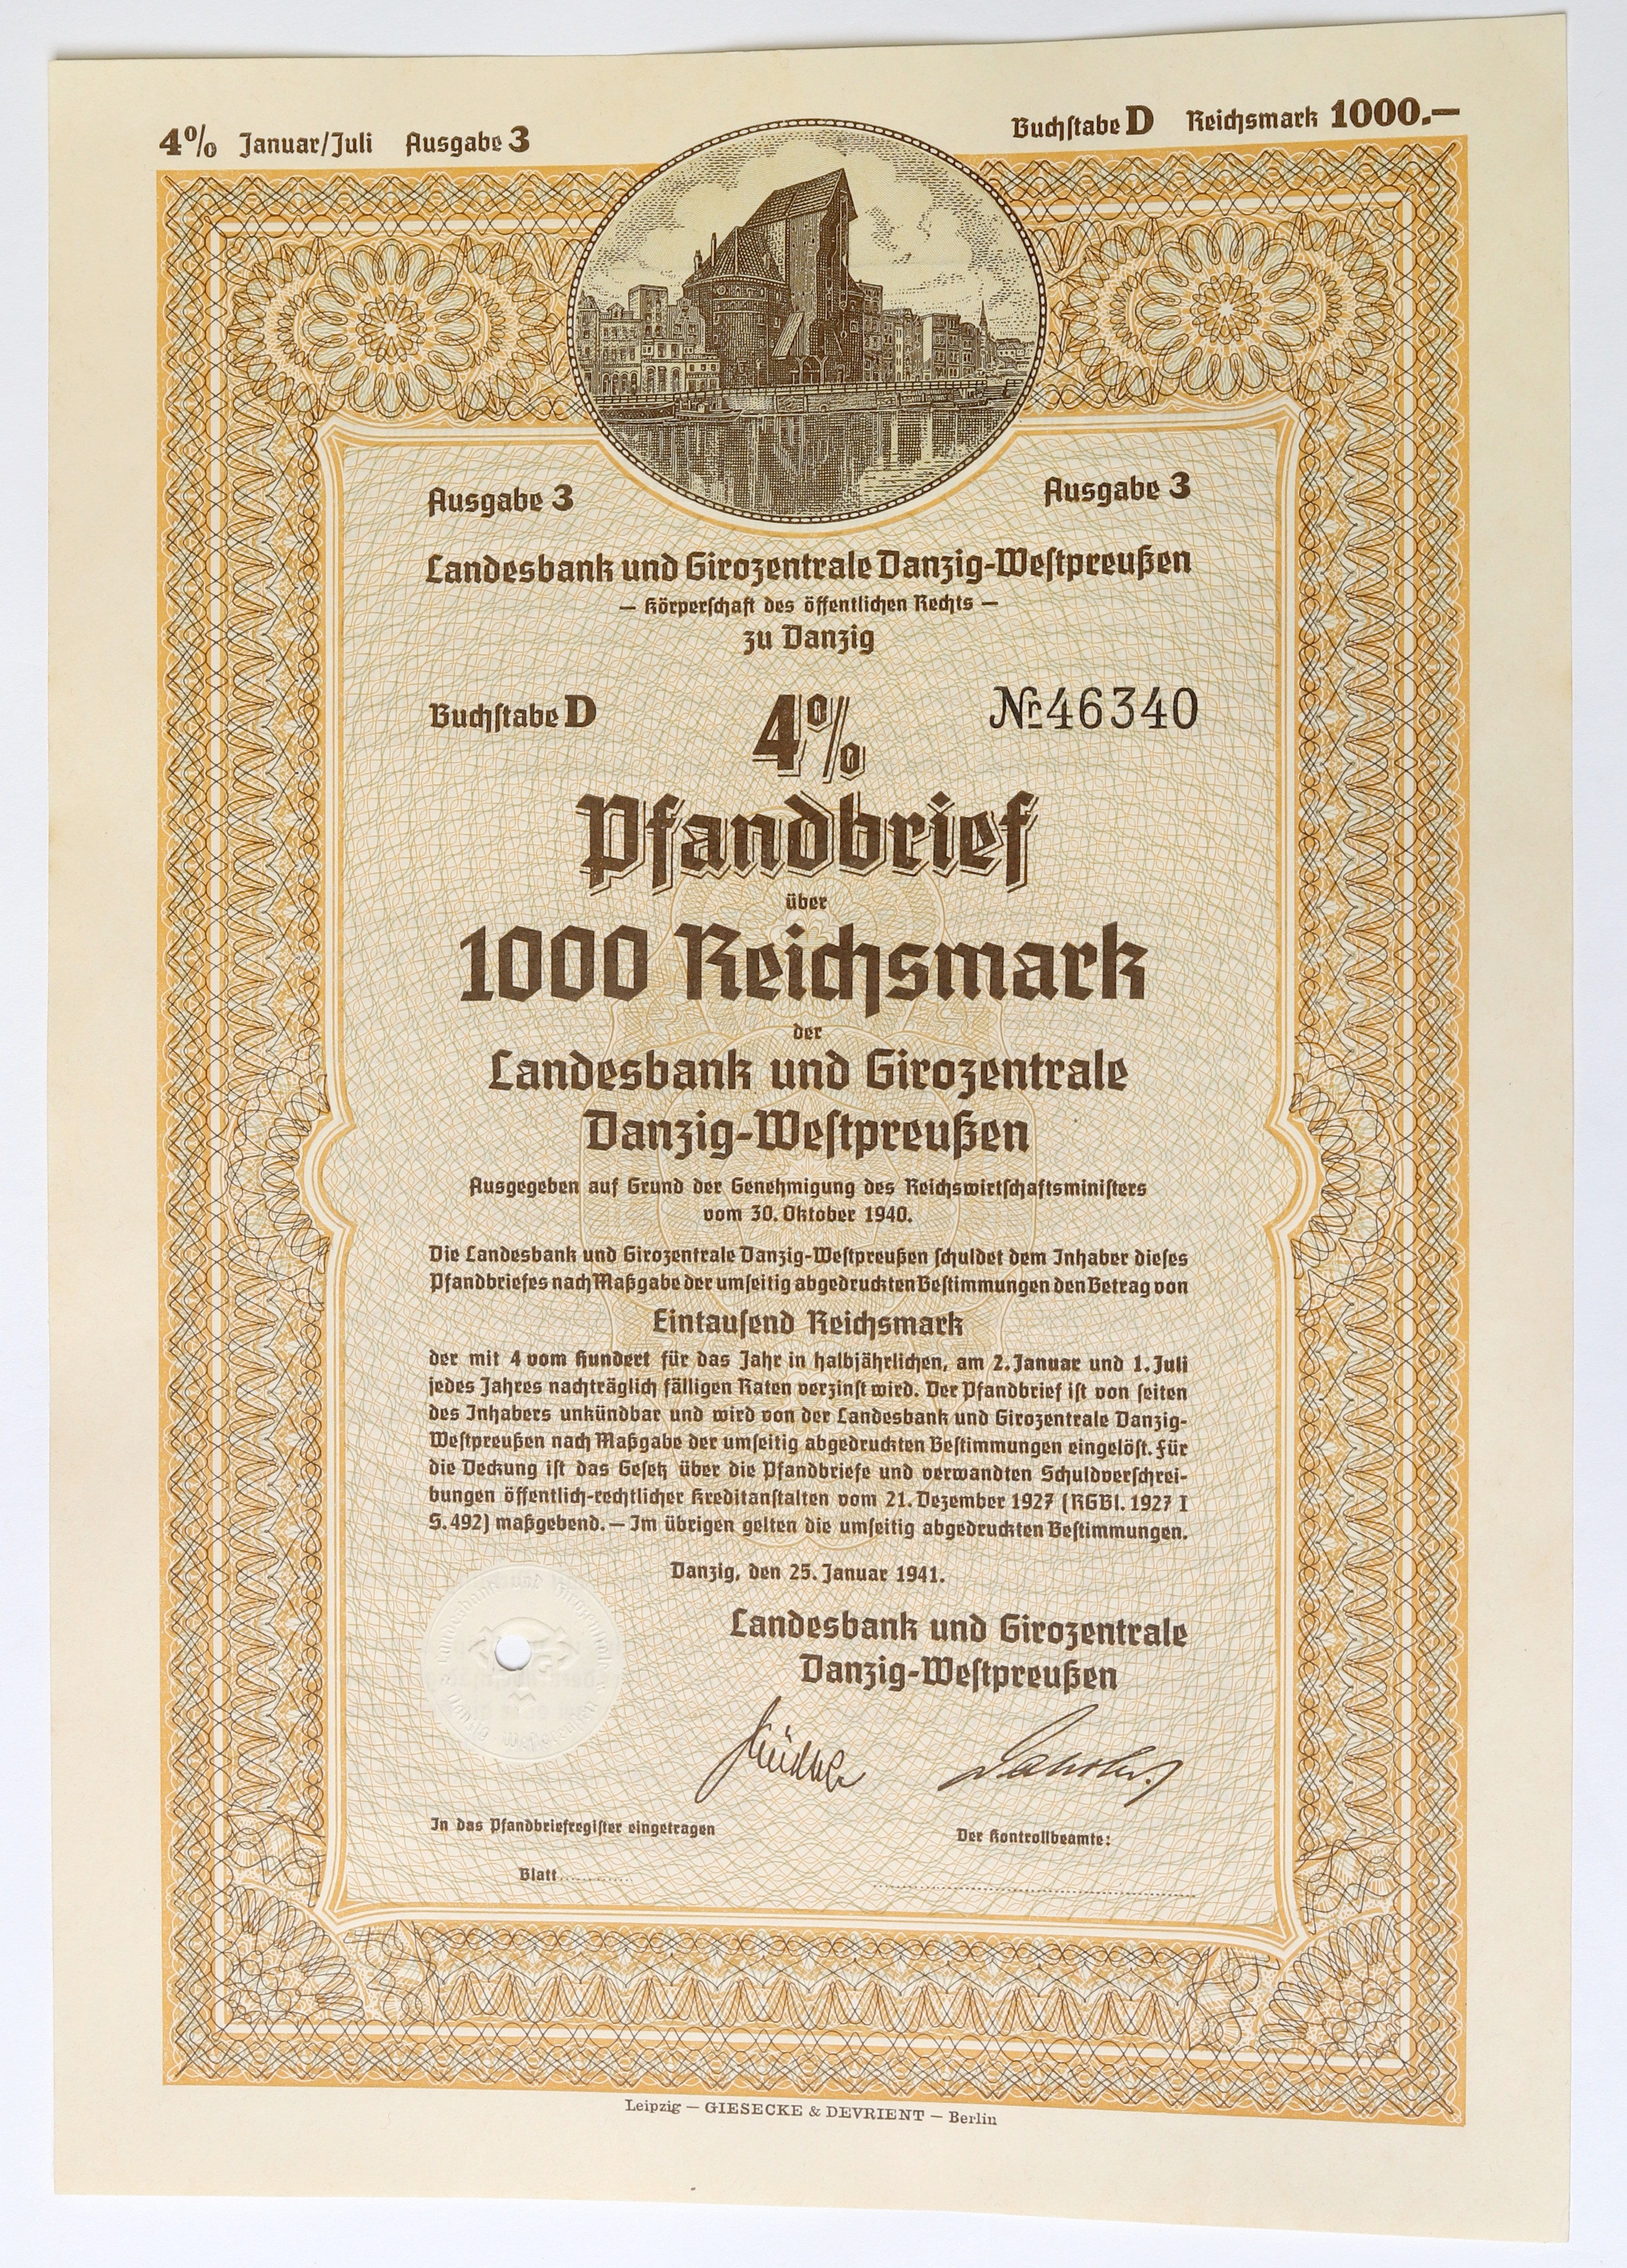 4% Januar/Juli Ausgabe 3
Buchſtabe D Reichsmark 1000.—
Ausgabe 3
Ausgabe 3
Landesbank und Girozentrale Danzig-Weſtpreußen
— Körperſchaft des öffentlichen Rechts —
zu Danzig
Buchſtabe D
4%
Nr 46340
Pfandbrief
über
1000 Reichsmark
der
Landesbank und Girozentrale
Danzig-Weſtpreußen
Ausgegeben auf Grund der Genehmigung des Reichswirtſchaftsminiſters
vom 30. Oktober 1940.
Die Landesbank und Girozentrale Danzig-Weſtpreußen ſchuldet dem Inhaber dieſes
Pfandbriefes nach Maßgabe der umſeitig abgedruckten Beſtimmungen den Betrag von
Eintauſend Reichsmark
der mit 4 vom Hundert für das Jahr in halbjährlichen, am 2. Januar und 1. Juli
jedes Jahres nachträglich fälligen Raten verzinſt wird. Der Pfandbrief iſt von ſeiten
des Inhabers unkündbar und wird von der Landesbank und Girozentrale Danzig-
Weſtpreußen nach Maßgabe der umſeitig abgedruckten Beſtimmungen eingelöſt. Für
die Deckung iſt das Geſetz über die Pfandbriefe und verwandten Schuldverſchrei-
bungen öffentlich-rechtlicher Kreditanſtalten vom 21. Dezember 1927 (RGBl. 1927 I
S. 492) maßgebend. — Im übrigen gelten die umſeitig abgedruckten Beſtimmungen.
Danzig, den 25. Januar 1941.
Landesbank und Girozentrale
Danzig-Weſtpreußen
In das Pfandbriefregiſter eingetragen
Der Kontrollbeamte:
Blatt
Leipzig — GIESECKE & DEVRIENT — Berlin